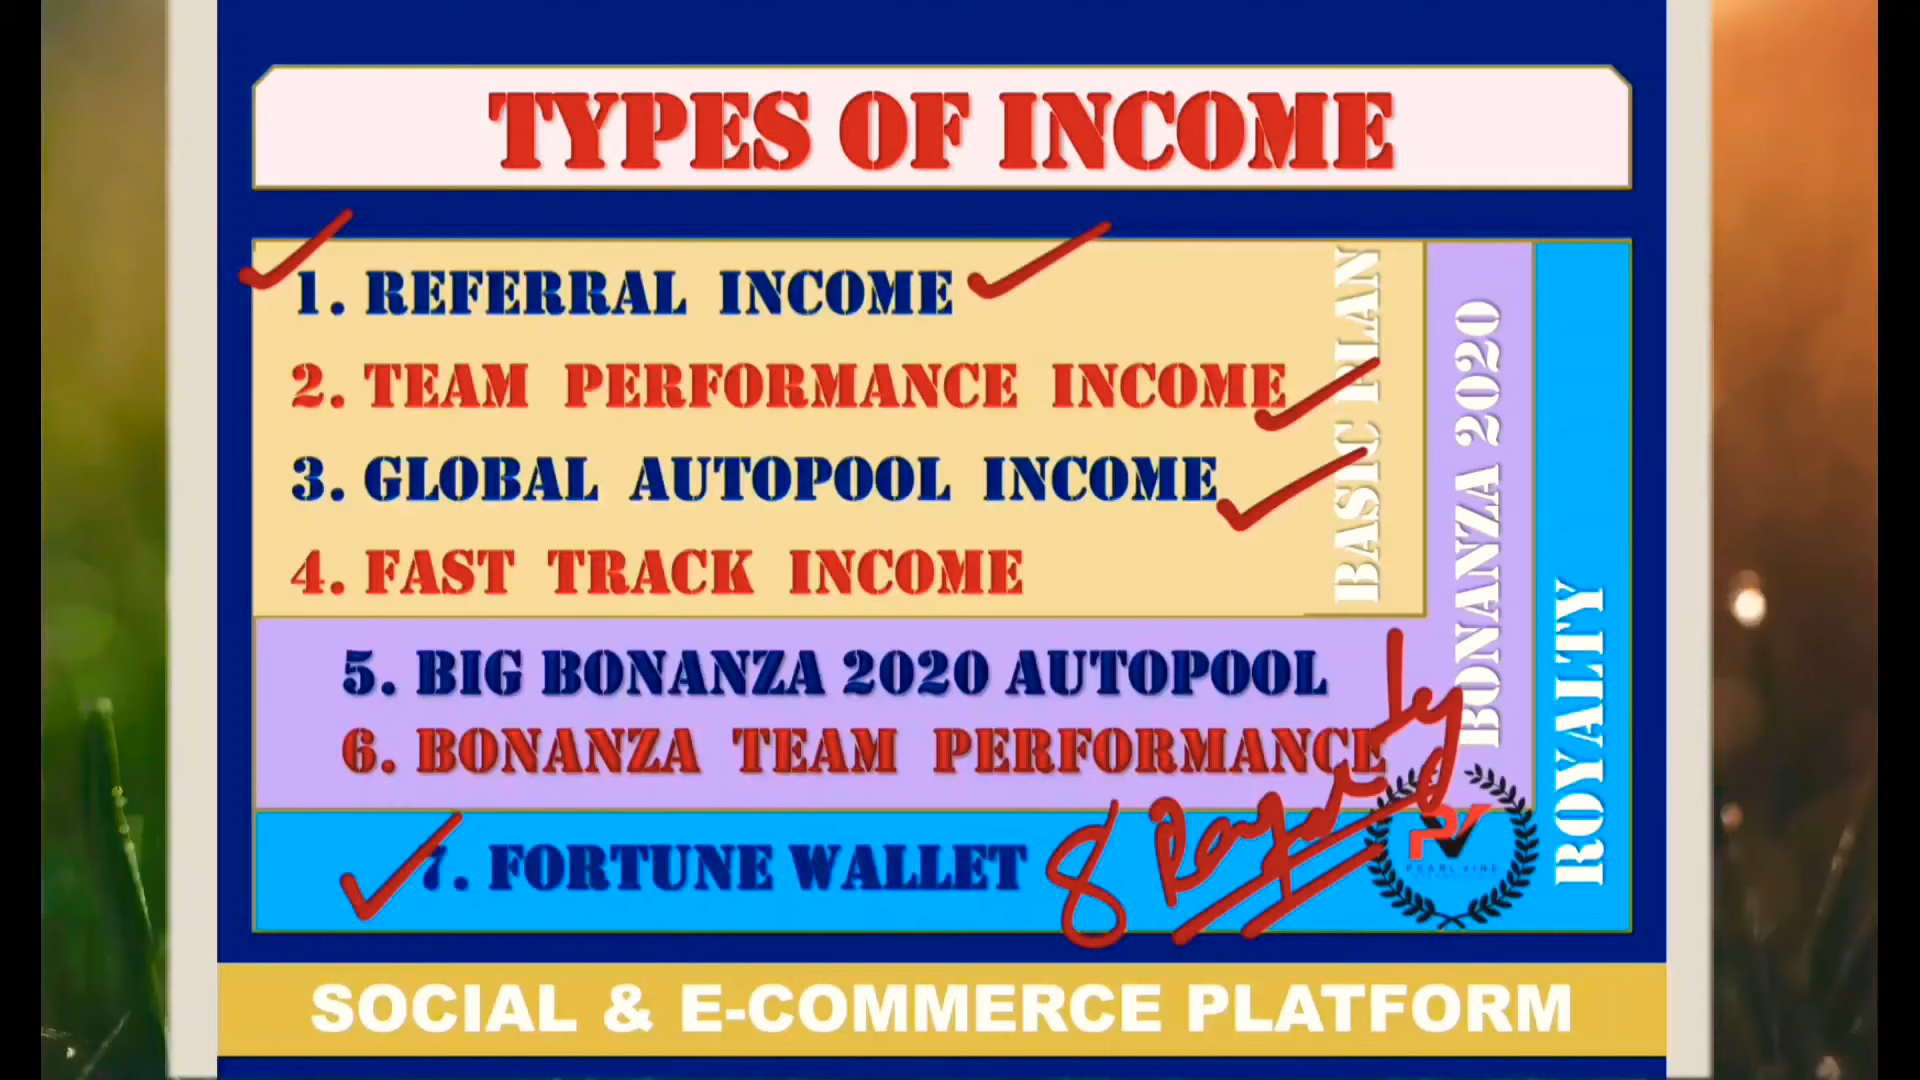 TYPES OF INCOME
1. REFERRAL INCOME
2. TEAM PERFORMANCE INCOME
3. GLOBAL AUTOPOOL INCOME
4. FAST TRACK INCOME
BASIC PLAN
5. BIG BONANZA 2020 AUTOPOOL
6. BONANZA TEAM PERFORMANCE
BONANZA 2020
7. FORTUNE WALLET
8 Royalty
ROYALTY
PV
PEARLVINE
SOCIAL & E-COMMERCE PLATFORM